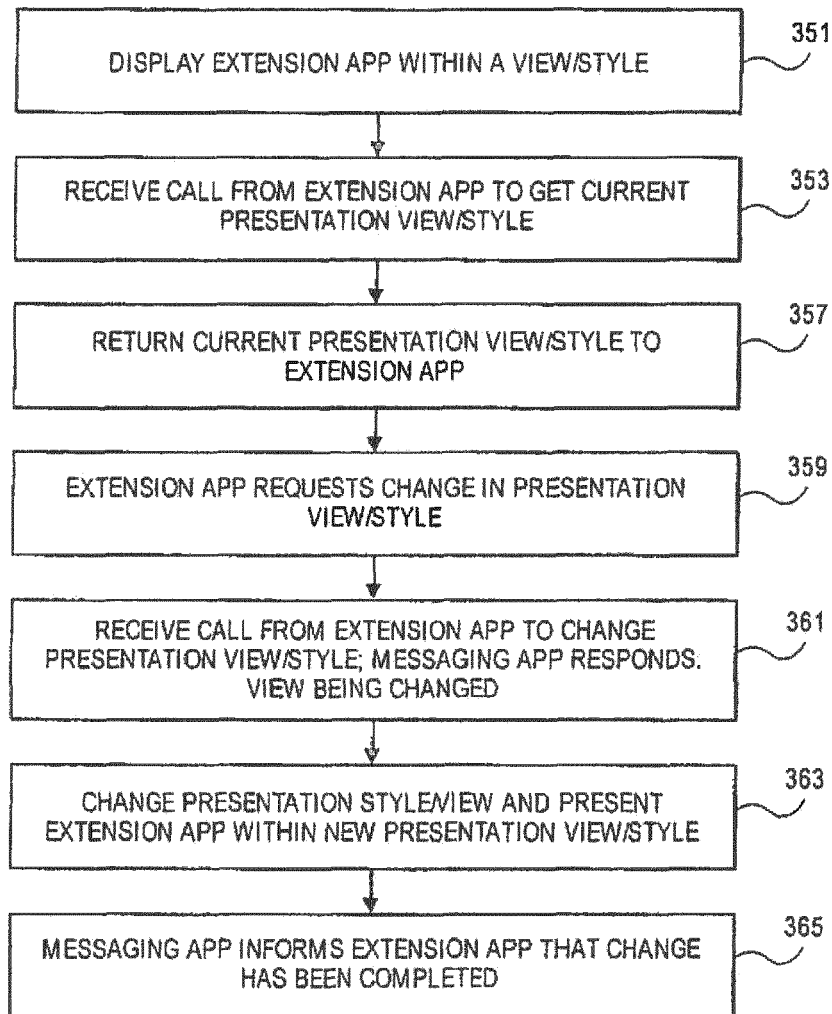 DISPLAY EXTENSION APP WITHIN A VIEW/STYLE
351
RECEIVE CALL FROM EXTENSION APP TO GET CURRENT
PRESENTATION VIEW/STYLE
353
RETURN CURRENT PRESENTATION VIEW/STYLE TO
EXTENSION APP
357
EXTENSION APP REQUESTS CHANGE IN PRESENTATION
VIEW/STYLE
359
RECEIVE CALL FROM EXTENSION APP TO CHANGE
PRESENTATION VIEW/STYLE; MESSAGING APP RESPONDS.
VIEW BEING CHANGED
361
CHANGE PRESENTATION STYLE/VIEW AND PRESENT
EXTENSION APP WITHIN NEW PRESENTATION VIEW/STYLE
363
MESSAGING APP INFORMS EXTENSION APP THAT CHANGE
HAS BEEN COMPLETED
365